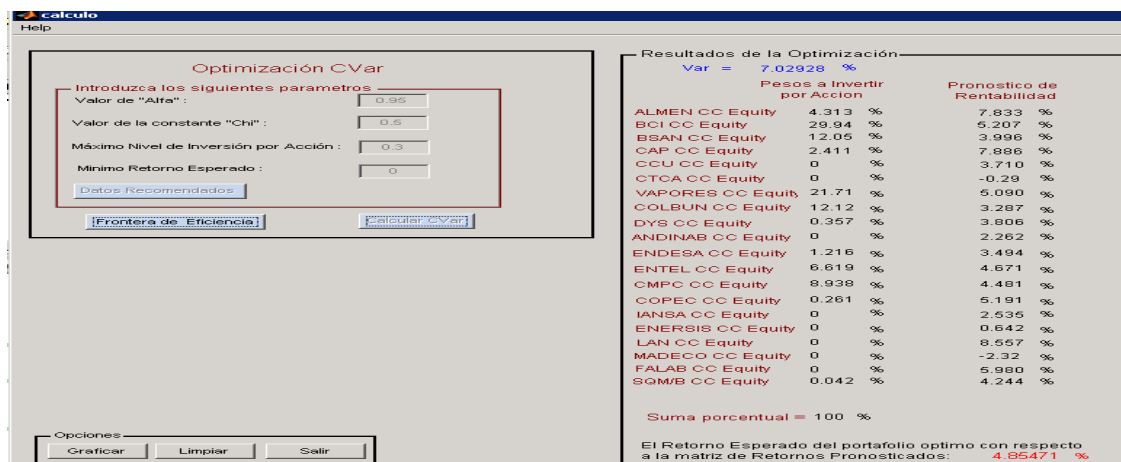 calculo
Help
Optimización CVar
Introduzca los siguientes parametros
Valor de "Alfa" : 0.95
Valor de la constante "Chi" : 0.5
Máximo Nivel de Inversión por Acción : 0.3
Minimo Retorno Esperado : 0
Datos Recomendados
Frontera de Eficiencia Calcular CVar
Opciones
Graficar Limpiar Salir
Resultados de la Optimización
Var = 7.02928 %
Pesos a Invertir Pronostico de
por Accion Rentabilidad
ALMEN CC Equity 4.313 % 7.833 %
BCI CC Equity 29.94 % 5.207 %
BSAN CC Equity 12.05 % 3.996 %
CAP CC Equity 2.411 % 7.886 %
CCU CC Equity 0 % 3.710 %
CTCA CC Equity 0 % -0.29 %
VAPORES CC Equity 21.71 % 5.090 %
COLBUN CC Equity 12.12 % 3.287 %
DYS CC Equity 0.357 % 3.806 %
ANDINAB CC Equity 0 % 2.262 %
ENDESA CC Equity 1.216 % 3.494 %
ENTEL CC Equity 6.619 % 4.671 %
CMPC CC Equity 8.938 % 4.481 %
COPEC CC Equity 0.261 % 5.191 %
IANSA CC Equity 0 % 2.535 %
ENERSIS CC Equity 0 % 0.642 %
LAN CC Equity 0 % 8.557 %
MADECO CC Equity 0 % -2.32 %
FALAB CC Equity 0 % 5.980 %
SQM/B CC Equity 0.042 % 4.244 %
Suma porcentual = 100 %
El Retorno Esperado del portafolio optimo con respecto
a la matriz de Retornos Pronosticados: 4.85471 %